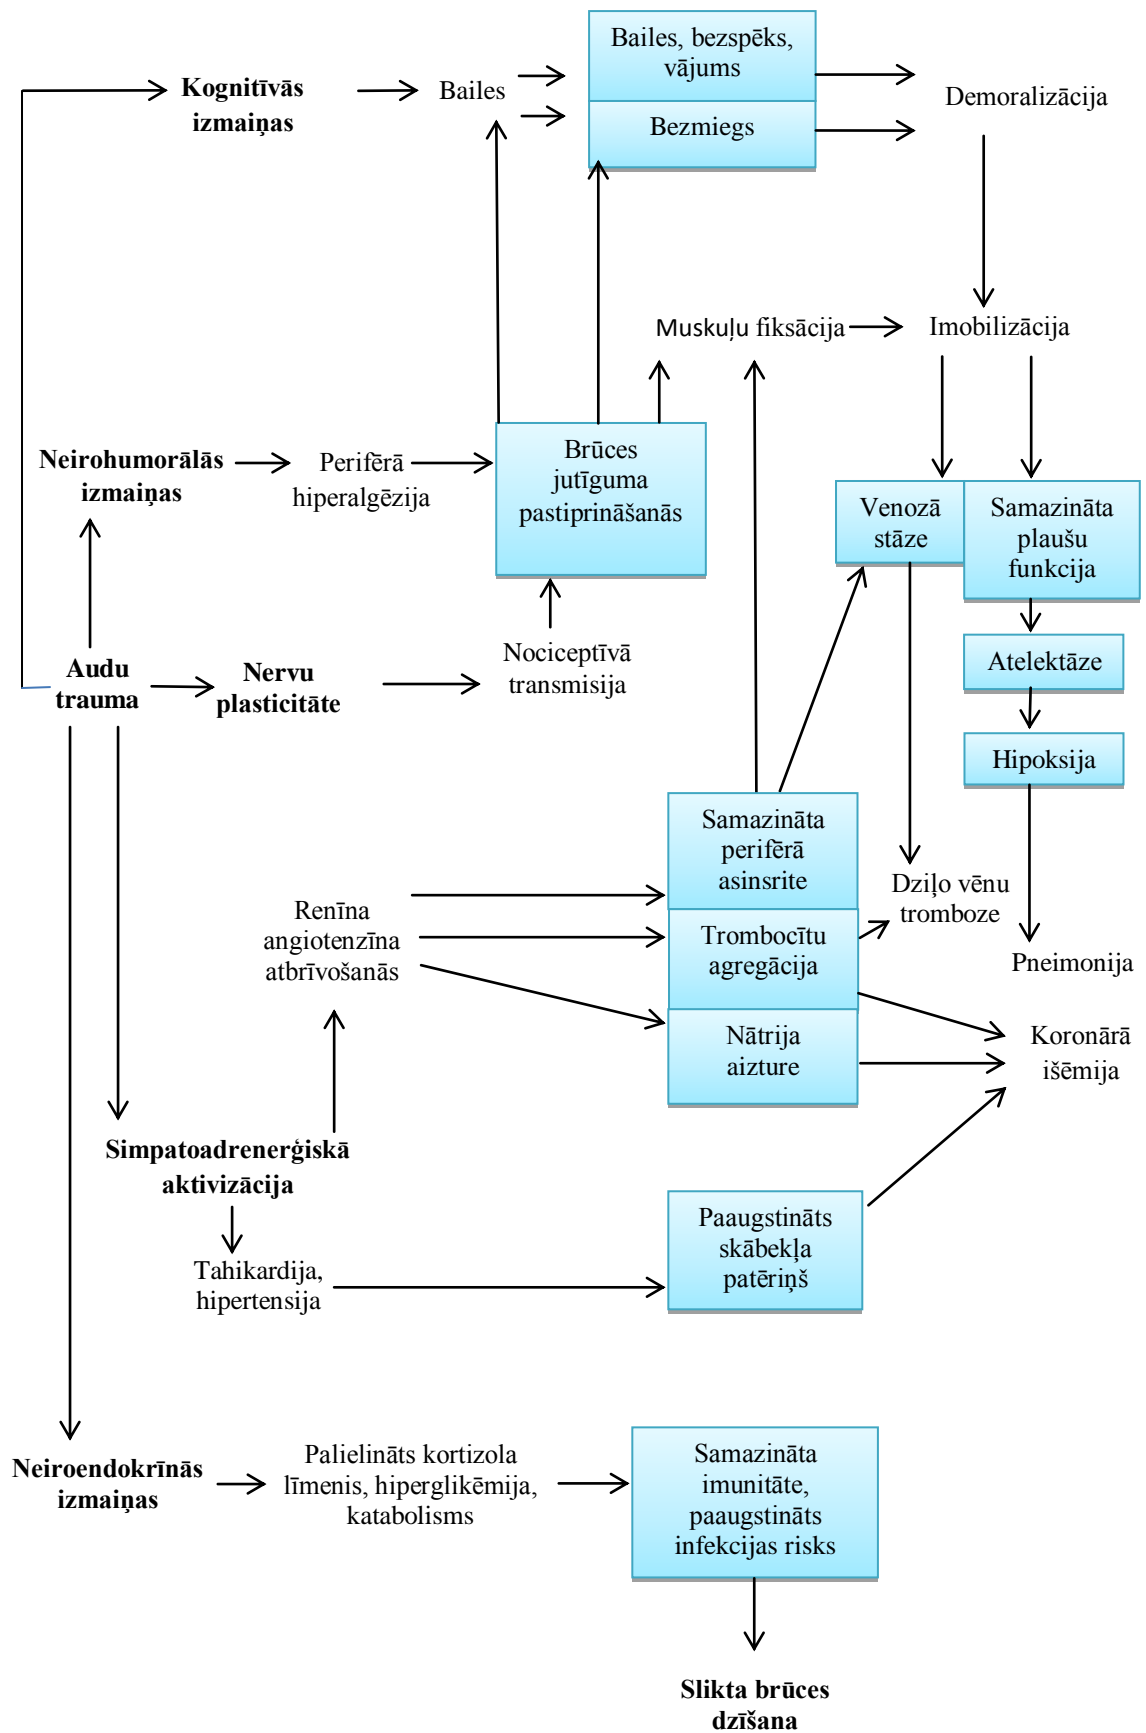 Bailes, bezspēks,
vājums
Kognitīvās
izmaiņas
Bailes
Demoralizācija
Bezmiegs
Muskuļu fiksācija
Imobilizācija
Neirohumorālās
izmaiņas
Perifērā
hiperalgēzija
Brūces
jutīguma
pastiprināšanās
Venozā
stāze
Samazināta
plaušu
funkcija
Audu
trauma
Nervu
plasticitāte
Nociceptīvā
transmisija
Atelektāze
Hipoksija
Samazināta
perifērā
asinsrite
Dziļo vēnu
tromboze
Renīna
angiotenzīna
atbrīvošanās
Trombocītu
agregācija
Pneimonija
Nātrija
aizture
Koronārā
išēmija
Simpatoadrenerģiskā
aktivizācija
Paaugstināts
skābekļa
patēriņš
Tahikardija,
hipertensija
Neiroendokrīnās
izmaiņas
Palielināts kortizola
līmenis, hiperglikēmija,
katabolisms
Samazināta
imunitāte,
paaugstināts
infekcijas risks
Slikta brūces
dzīšana